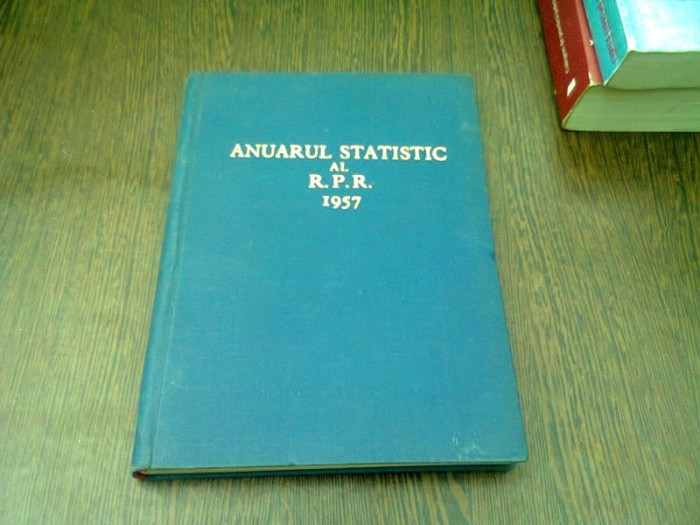 ANUARUL STATISTIC
AL
R.P.R.
1957